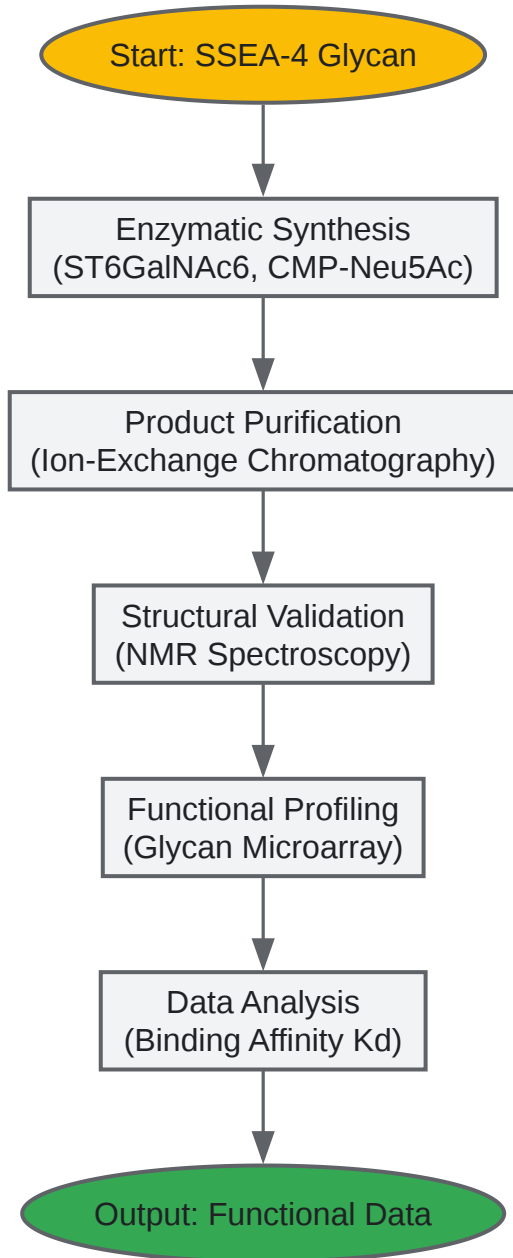 Start: SSEA-4 Glycan
Enzymatic Synthesis
(ST6GalNAc6, CMP-Neu5Ac)
Product Purification
(Ion-Exchange Chromatography)
Structural Validation
(NMR Spectroscopy)
Functional Profiling
(Glycan Microarray)
Data Analysis
(Binding Affinity Kd)
Output: Functional Data